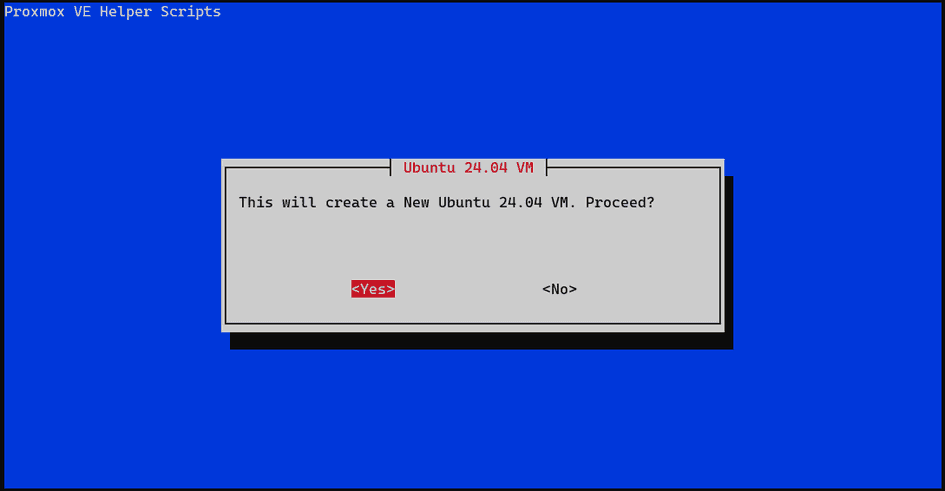 Proxmox VE Helper Scripts
Ubuntu 24.04 VM
This will create a New Ubuntu 24.04 VM. Proceed?
<Yes> <No>